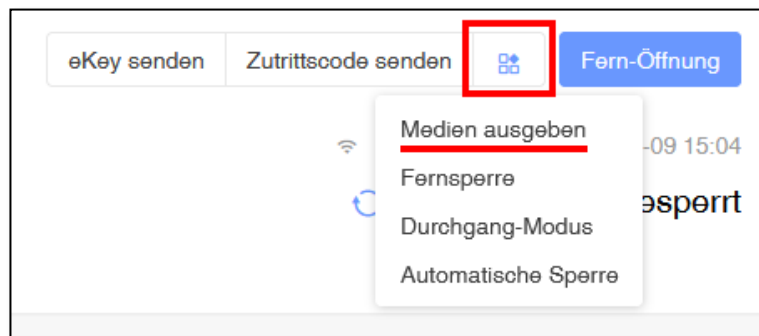 eKey senden
Zutrittscode senden
Fern-Öffnung
Medien ausgeben
-09 15:04
Fernsperre
esperrt
Durchgang-Modus
Automatische Sperre